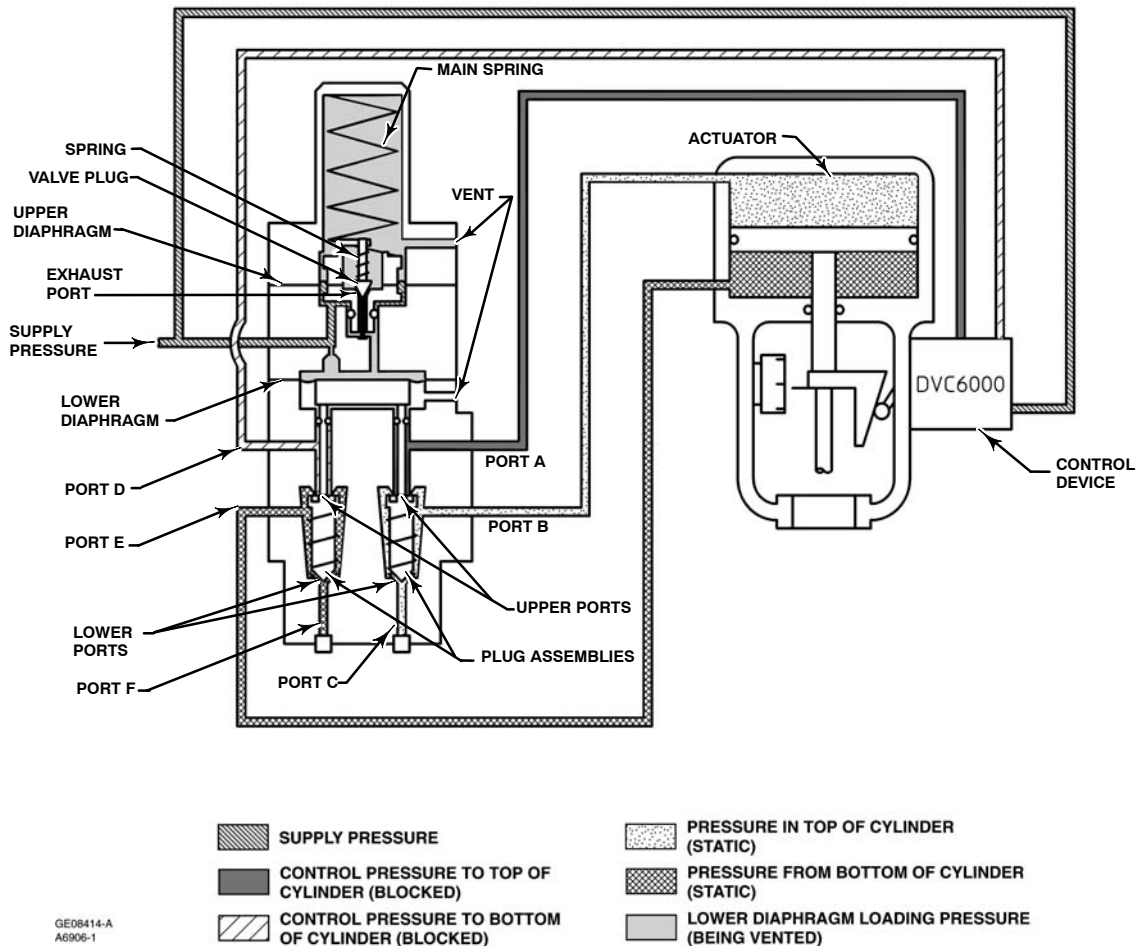 MAIN SPRING
ACTUATOR
SPRING
VALVE PLUG
VENT
UPPER
DIAPHRAGM
EXHAUST
PORT
SUPPLY
PRESSURE
DVC6000
LOWER
DIAPHRAGM
PORT A
CONTROL
DEVICE
PORT D
PORT B
PORT E
UPPER PORTS
LOWER
PORTS
PLUG ASSEMBLIES
PORT F
PORT C
SUPPLY PRESSURE
CONTROL PRESSURE TO TOP OF
CYLINDER (BLOCKED)
CONTROL PRESSURE TO BOTTOM
OF CYLINDER (BLOCKED)
PRESSURE IN TOP OF CYLINDER
(STATIC)
PRESSURE FROM BOTTOM OF CYLINDER
(STATIC)
LOWER DIAPHRAGM LOADING PRESSURE
(BEING VENTED)
GE08414-A
A6906-1